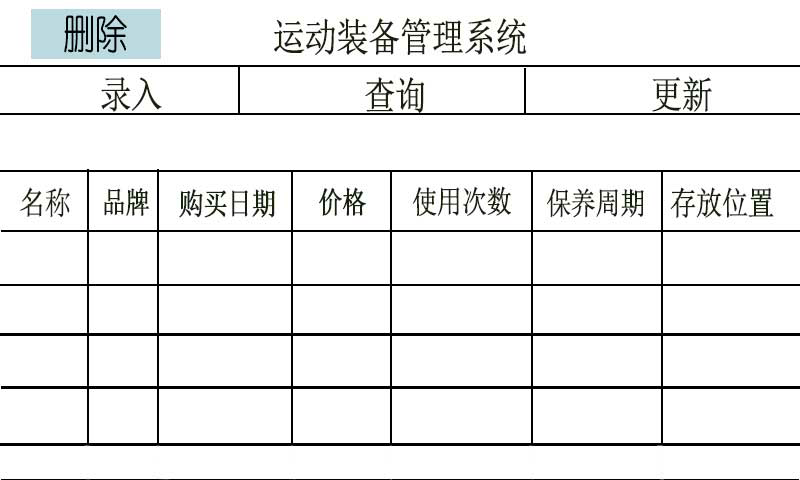 删除 运动装备管理系统
录入 查询 更新
名称 品牌 购买日期 价格 使用次数 保养周期 存放位置